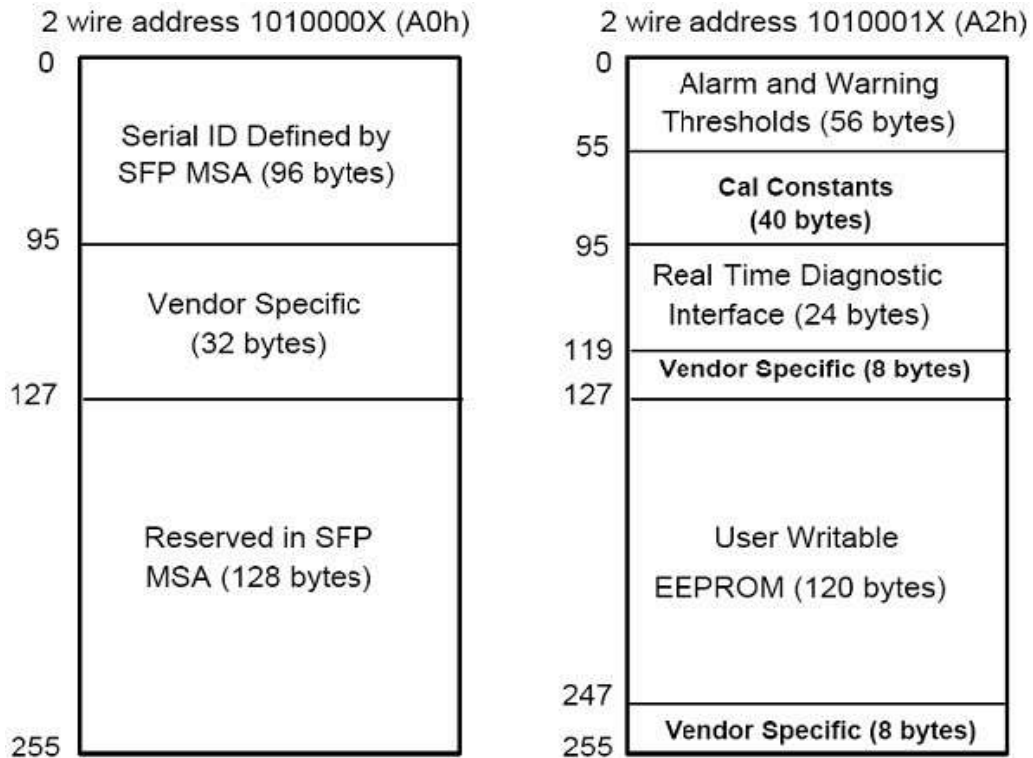 2 wire address 1010000X (A0h)
0
Serial ID Defined by
SFP MSA (96 bytes)
95
Vendor Specific
(32 bytes)
127
Reserved in SFP
MSA (128 bytes)
255
2 wire address 1010001X (A2h)
0
Alarm and Warning
Thresholds (56 bytes)
55
Cal Constants
(40 bytes)
95
Real Time Diagnostic
Interface (24 bytes)
119
Vendor Specific (8 bytes)
127
User Writable
EEPROM (120 bytes)
247
Vendor Specific (8 bytes)
255